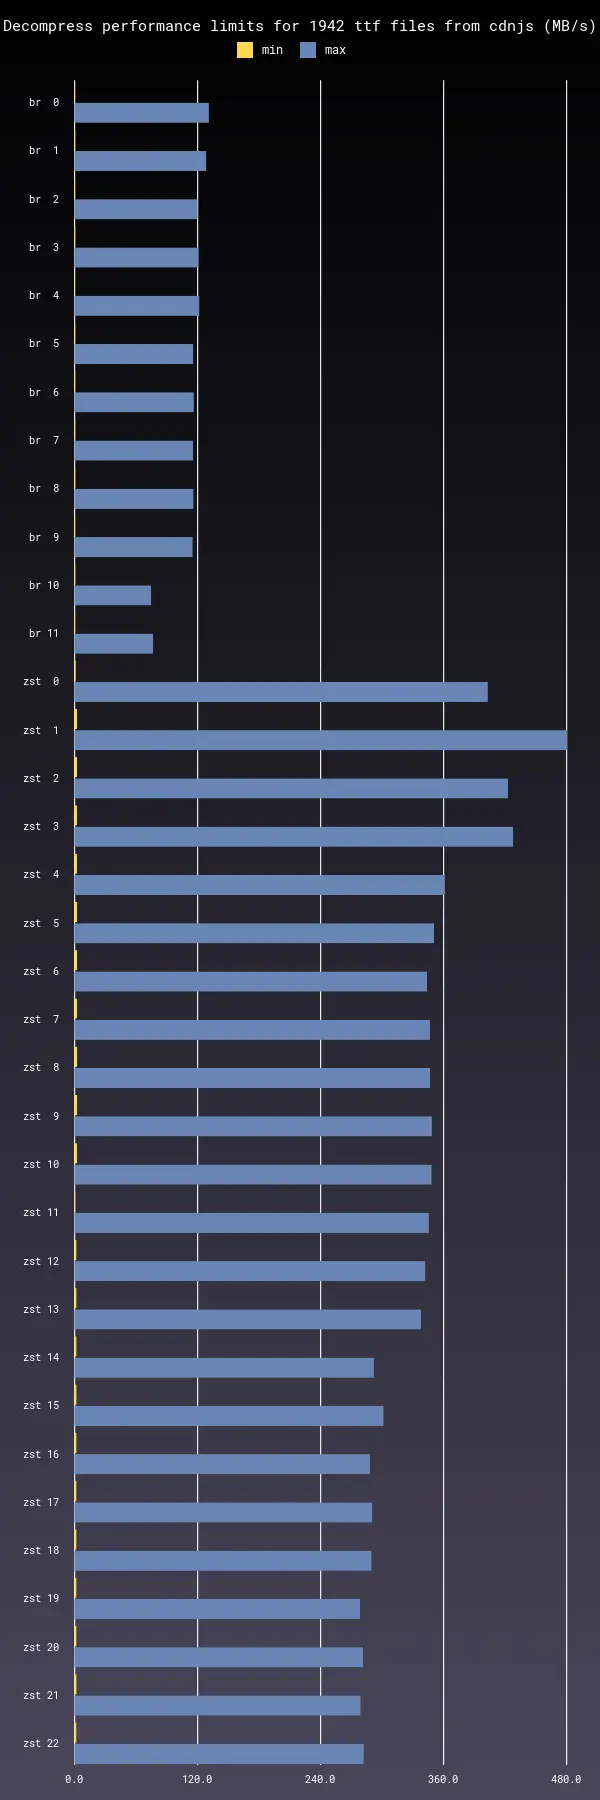 Decompress performance limits for 1942 ttf files from cdnjs (MB/s)
min max
br 0
br 1
br 2
br 3
br 4
br 5
br 6
br 7
br 8
br 9
br 10
br 11
zst 0
zst 1
zst 2
zst 3
zst 4
zst 5
zst 6
zst 7
zst 8
zst 9
zst 10
zst 11
zst 12
zst 13
zst 14
zst 15
zst 16
zst 17
zst 18
zst 19
zst 20
zst 21
zst 22
0.0 120.0 240.0 360.0 480.0